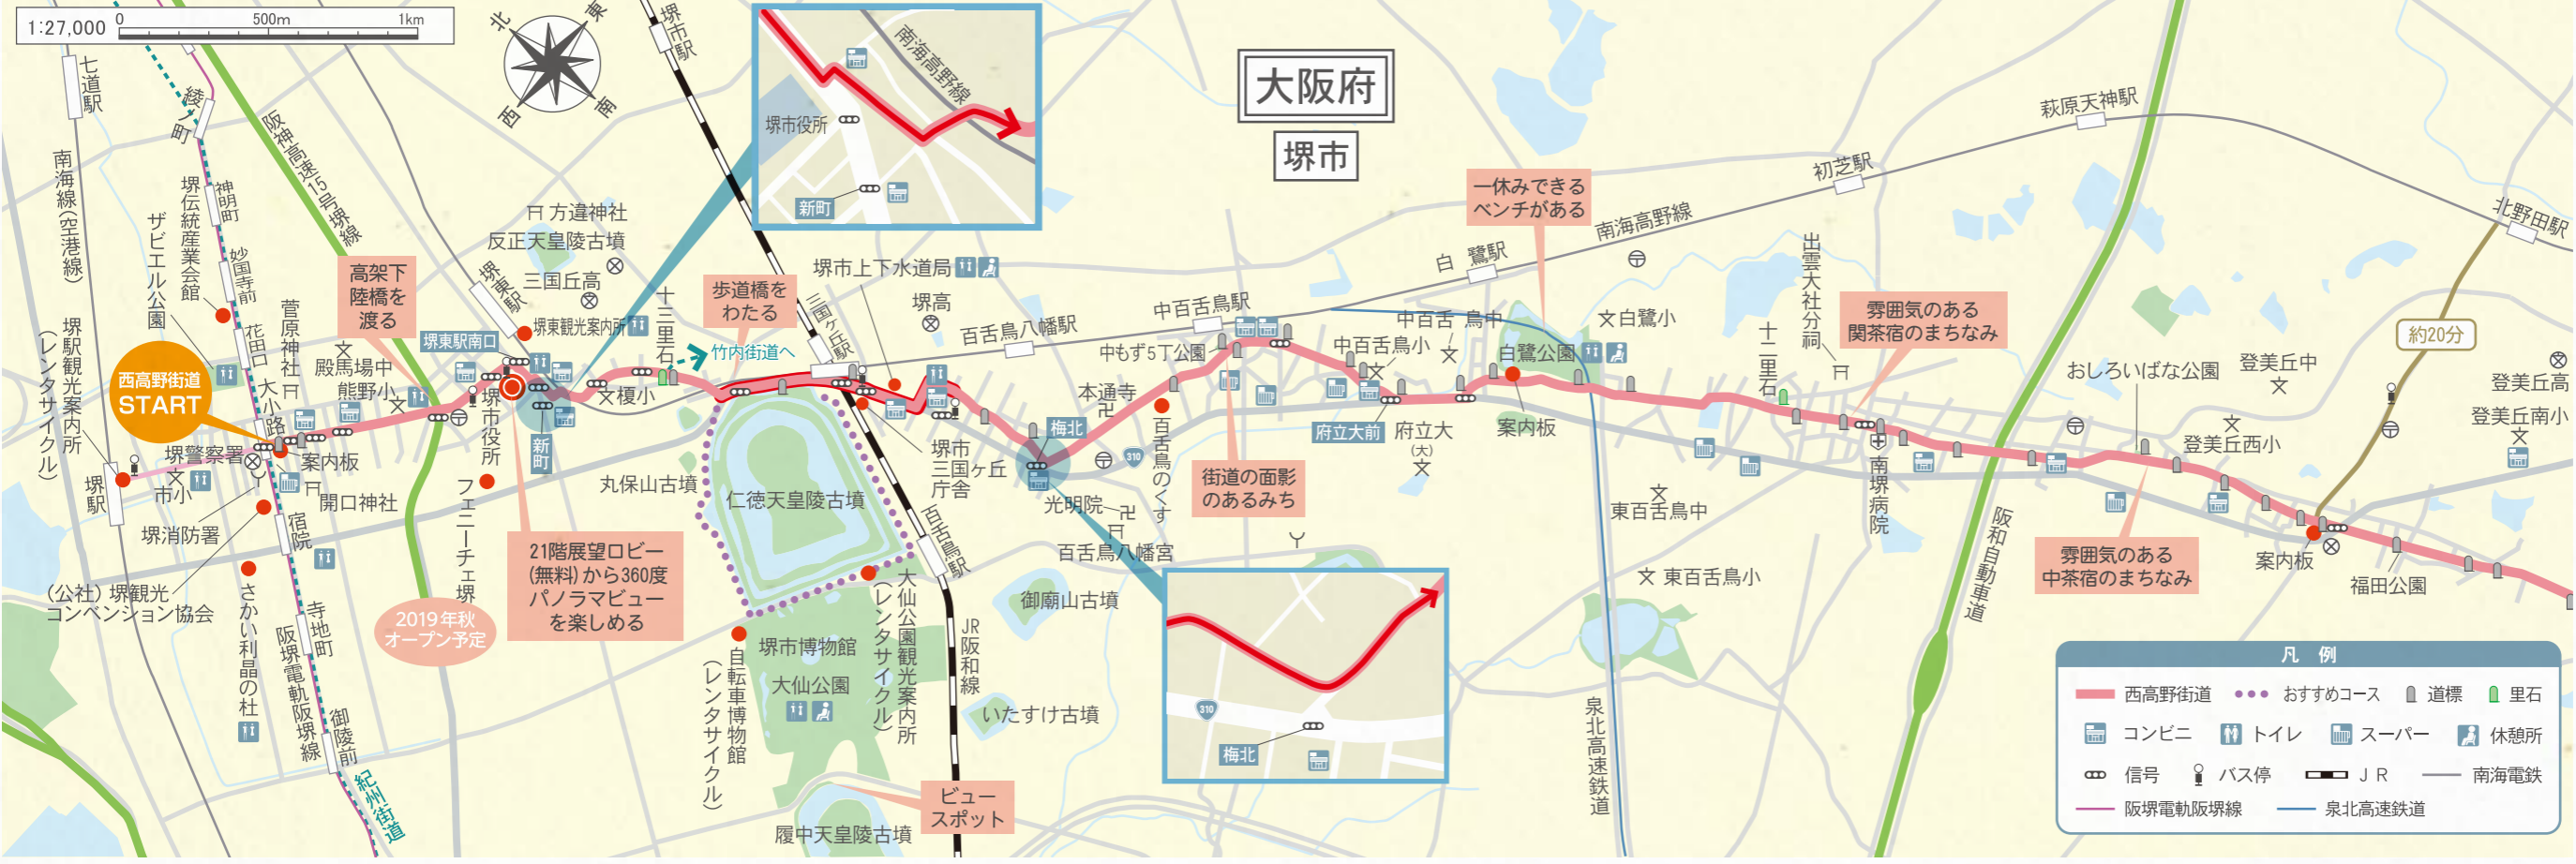 1:27,000
0
500m
1km
北
東
西
南
大阪府
堺市
七道駅
綾ノ町
堺市駅
阪神高速15号堺線
南海線(空港線)
神明町
堺伝統産業会館
ザビエル公園
妙国寺前
花田口
菅原神社
大小路
高架下
陸橋を
渡る
殿馬場中
熊野小
西高野街道
START
堺駅観光案内所
(レンタサイクル)
堺警察署
案内板
市小
堺駅
開口神社
堺消防署
宿院
(公社)堺観光
コンベンション協会
さかい利晶の杜
寺地町
阪堺電軌阪堺線
御陵前
紀州街道
方違神社
反正天皇陵古墳
三国丘高
堺東駅
堺東観光案内所
堺東駅南口
堺市役所
新町
フェニーチェ堺
2019年秋
オープン予定
21階展望ロビー
(無料)から360度
パノラマビュー
を楽しめる
榎小
十三里石
竹内街道へ
歩道橋を
わたる
南海高野線
堺市役所
新町
堺市上下水道局
三国ヶ丘駅
堺高
百舌鳥八幡駅
堺市
三国ヶ丘
庁舎
丸保山古墳
仁徳天皇陵古墳
百舌鳥駅
JR阪和線
大仙公園観光案内所
(レンタサイクル)
堺市博物館
大仙公園
自転車博物館
(レンタサイクル)
履中天皇陵古墳
ビュー
スポット
いたすけ古墳
御廟山古墳
梅北
本通寺
光明院
百舌鳥八幡宮
310
百舌鳥のくす
中百舌鳥駅
中もず5丁公園
街道の面影
のあるみち
310
梅北
中百舌鳥小
中百舌鳥中
府立大前
府立大
(大)
白鷺駅
南海高野線
一休みできる
ベンチがある
白鷺公園
白鷺小
案内板
東百舌鳥中
東百舌鳥小
泉北高速鉄道
初芝駅
萩原天神駅
出雲大社分祠
十二里石
雰囲気のある
関茶宿のまちなみ
南堺病院
阪和自動車道
おしろいばな公園
登美丘中
登美丘西小
雰囲気のある
中茶宿のまちなみ
北野田駅
約20分
登美丘高
登美丘南小
案内板
福田公園
凡 例
西高野街道
おすすめコース
道標
里石
コンビニ
トイレ
スーパー
休憩所
信号
バス停
JR
南海電鉄
阪堺電軌阪堺線
泉北高速鉄道